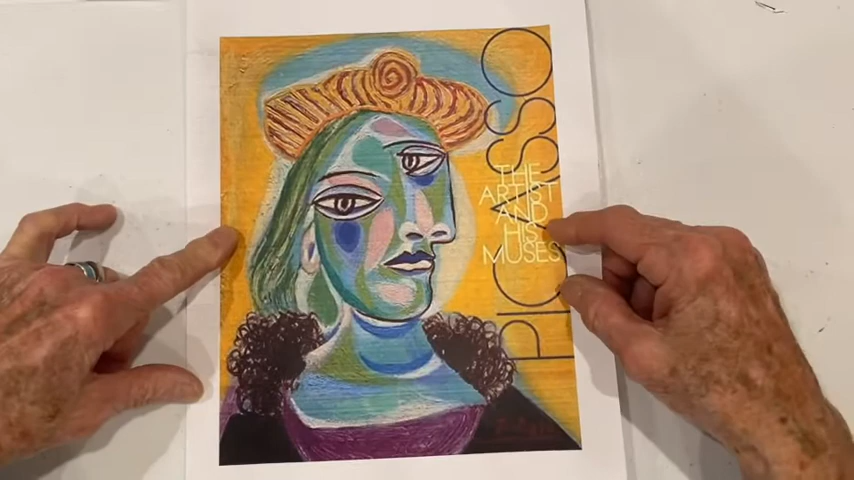 PICASSO
THE
ARTIST
AND
HIS
MUSES